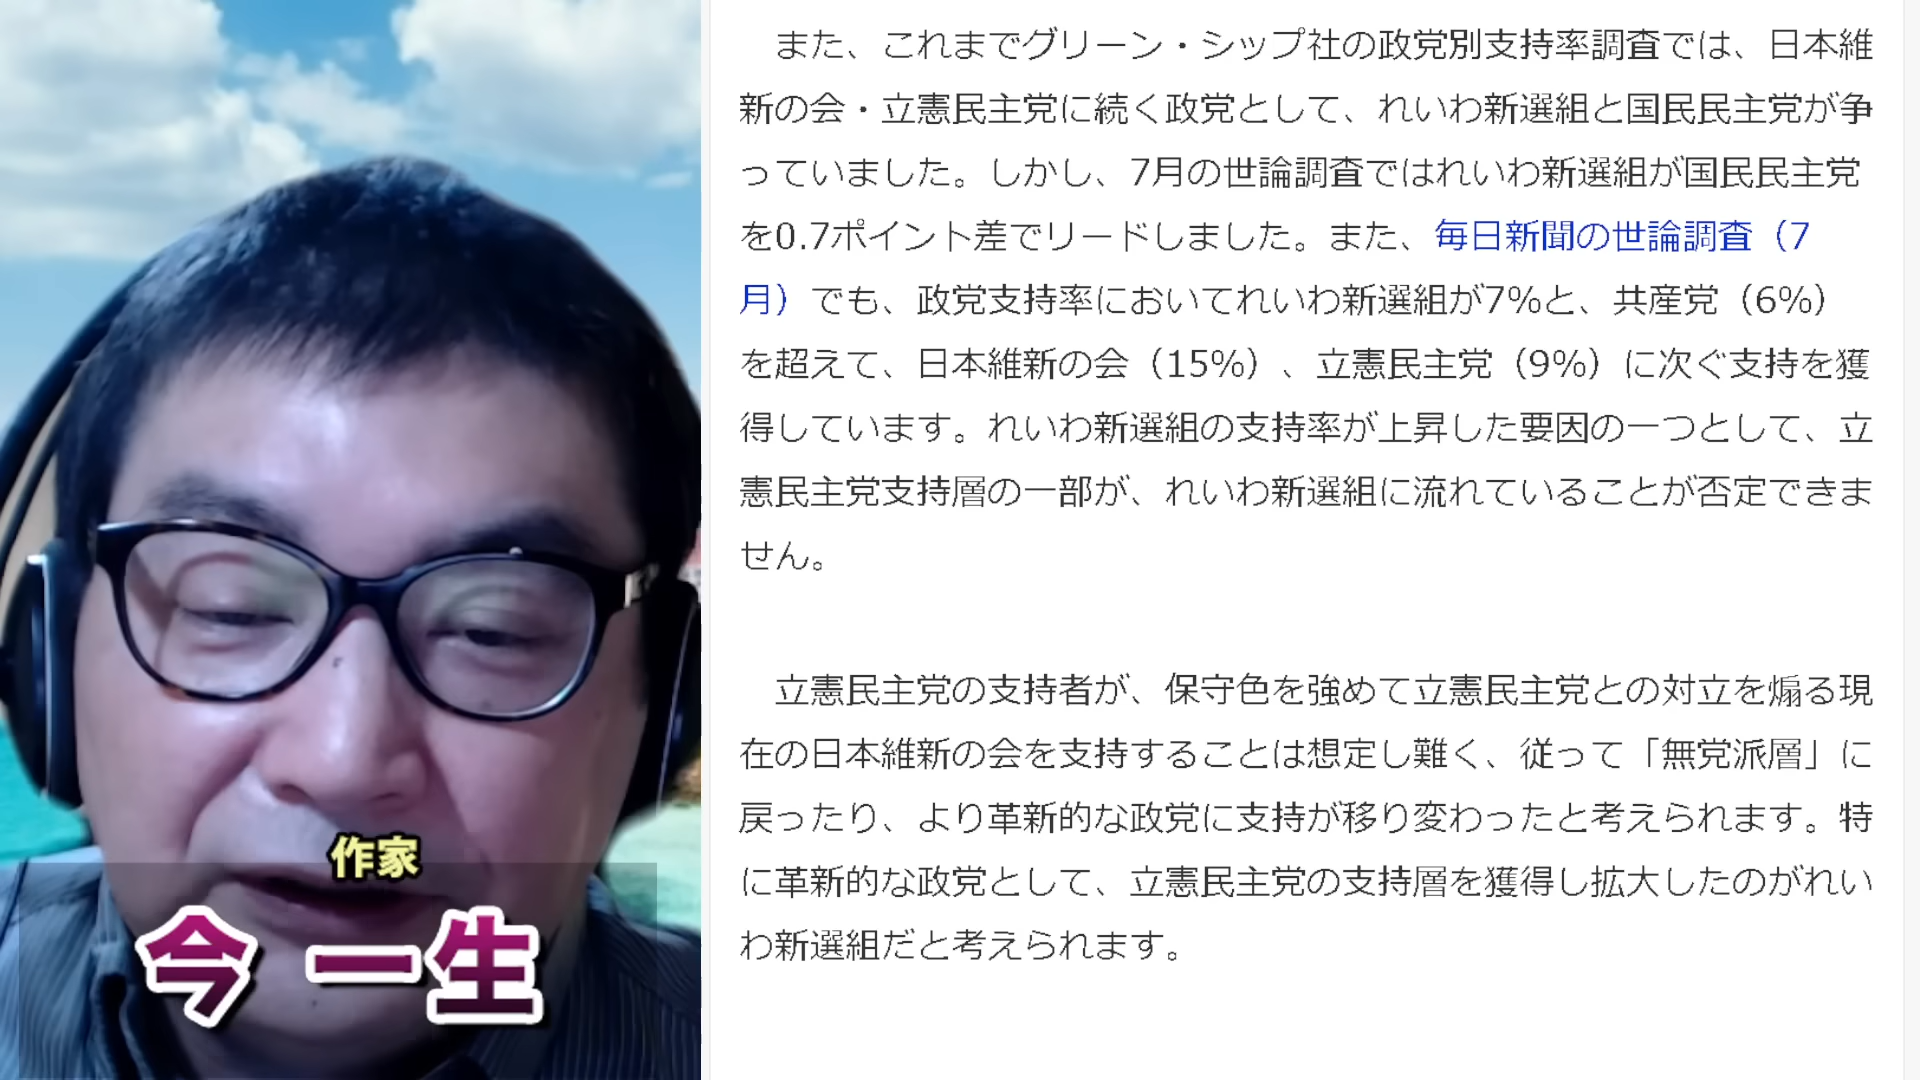 また、これまでグリーン・シップ社の政党別支持率調査では、日本維
新の会・立憲民主党に続く政党として、れいわ新選組と国民民主党が争
っていました。しかし、7月の世論調査ではれいわ新選組が国民民主党
を0.7ポイント差でリードしました。また、毎日新聞の世論調査（7
月）でも、政党支持率においてれいわ新選組が7%と、共産党（6%）
を超えて、日本維新の会（15%）、立憲民主党（9%）に次ぐ支持を獲
得しています。れいわ新選組の支持率が上昇した要因の一つとして、立
憲民主党支持層の一部が、れいわ新選組に流れていることが否定できま
せん。
立憲民主党の支持者が、保守色を強めて立憲民主党との対立を煽る現
在の日本維新の会を支持することは想定し難く、従って「無党派層」に
戻ったり、より革新的な政党に支持が移り変わったと考えられます。特
に革新的な政党として、立憲民主党の支持層を獲得し拡大したのがれい
わ新選組だと考えられます。
作家
今 一生